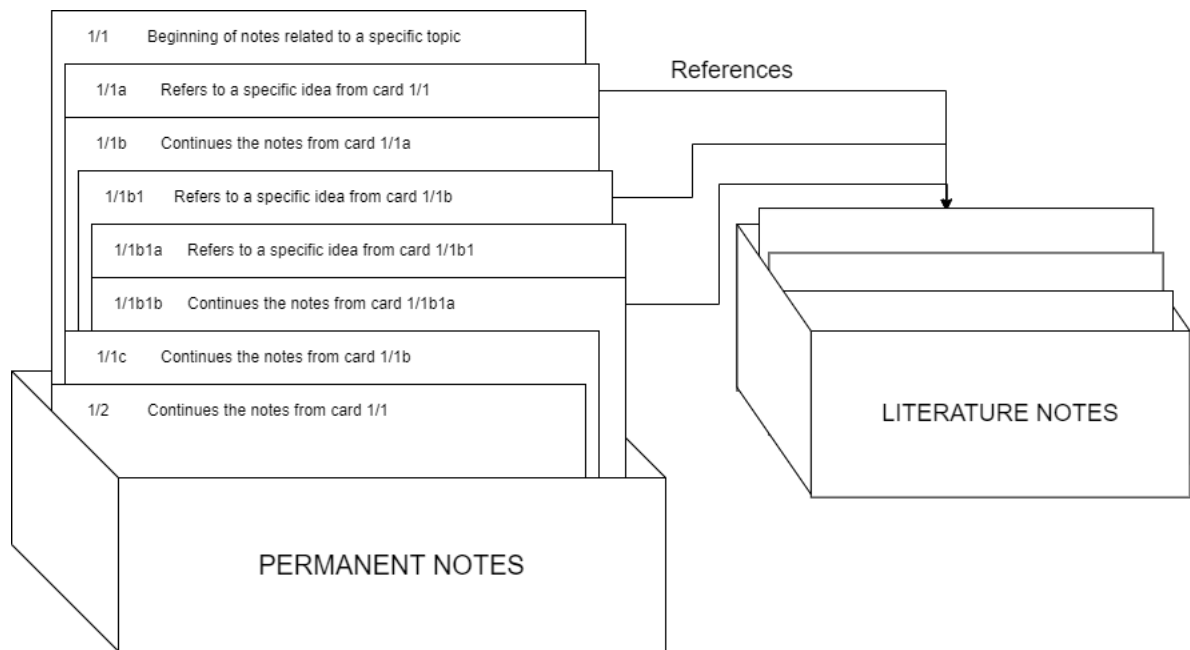 1/1 Beginning of notes related to a specific topic
References
1/1a Refers to a specific idea from card 1/1
1/1b Continues the notes from card 1/1a
1/1b1 Refers to a specific idea from card 1/1b
1/1b1a Refers to a specific idea from card 1/1b1
1/1b1b Continues the notes from card 1/1b1a
1/1c Continues the notes from card 1/1b
1/2 Continues the notes from card 1/1
LITERATURE NOTES
PERMANENT NOTES